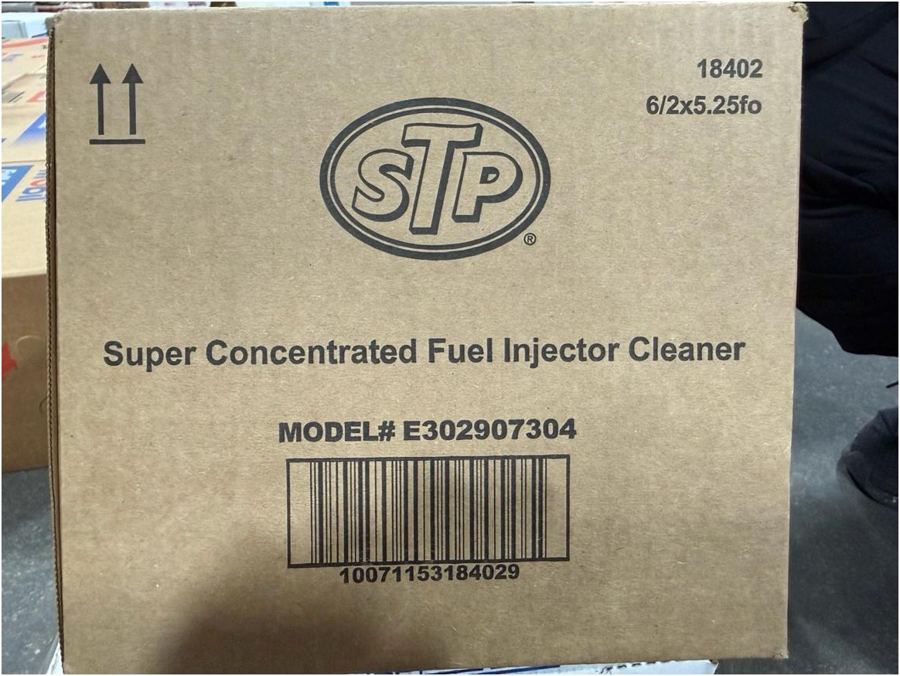 18402
6/2x5.25fo
STP
®
Super Concentrated Fuel Injector Cleaner
MODEL# E302907304
10071153184029